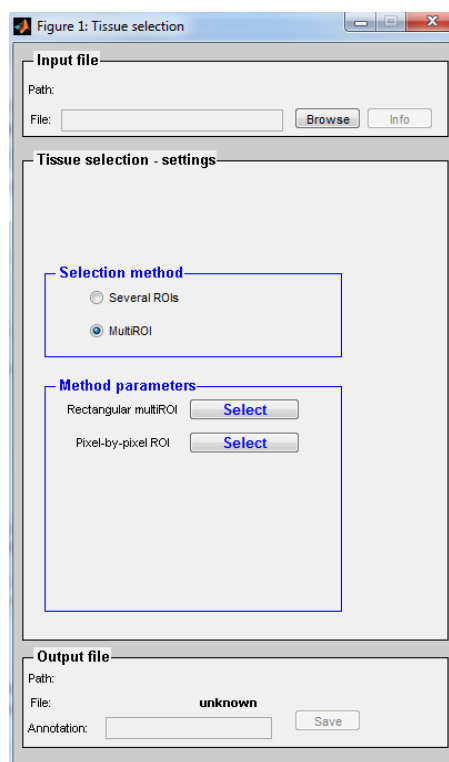 Figure 1: Tissue selection
Input file
Path:
File: Browse Info
Tissue selection - settings
Selection method
Several ROIs
MultiROI
Method parameters
Rectangular multiROI Select
Pixel-by-pixel ROI Select
Output file
Path:
File: unknown
Annotation: Save